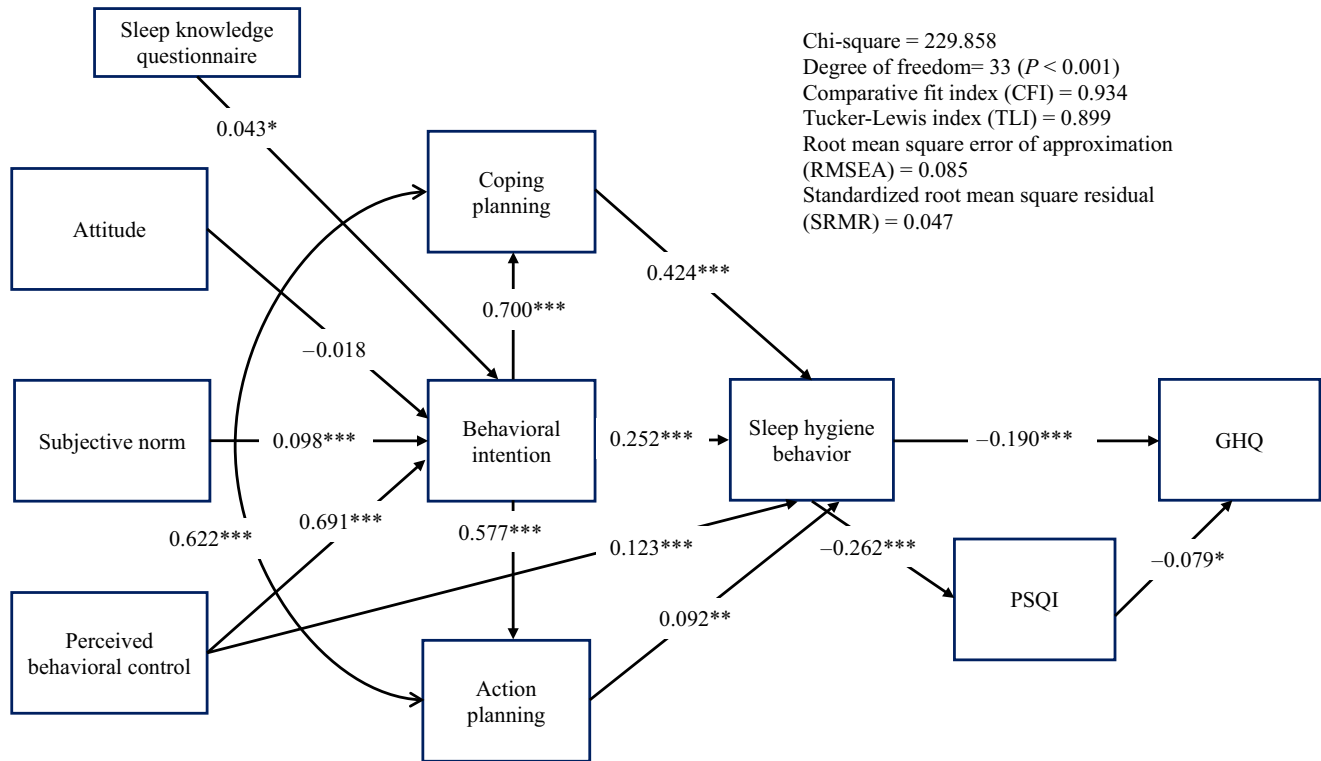 Sleep knowledge
questionnaire
Chi-square = 229.858
Degree of freedom= 33 (P < 0.001)
Comparative fit index (CFI) = 0.934
Tucker-Lewis index (TLI) = 0.899
Root mean square error of approximation
(RMSEA) = 0.085
Standardized root mean square residual
(SRMR) = 0.047
0.043*
Coping
planning
Attitude
0.424***
0.700***
−0.018
Subjective norm
0.098***
Behavioral
intention
0.252***
Sleep hygiene
behavior
−0.190***
GHQ
0.622***
0.691***
0.577***
0.123***
−0.262***
−0.079*
PSQI
0.092**
Perceived
behavioral control
Action
planning